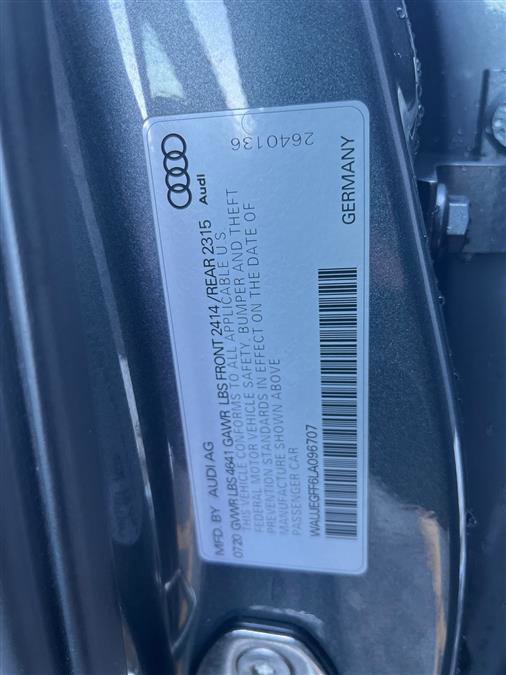 MFD. BY AUDI AG
Audi
0720 GVWR LBS 4641 GAWR LBS FRONT 2414 /REAR 2315
THIS VEHICLE CONFORMS TO ALL APPLICABLE U S
FEDERAL MOTOR VEHICLE SAFETY, BUMPER AND THEFT
PREVENTION STANDARDS IN EFFECT ON THE DATE OF
MANUFACTURE SHOWN ABOVE
PASSENGER CAR
2640136
WAUJEGFF6LA096707
GERMANY